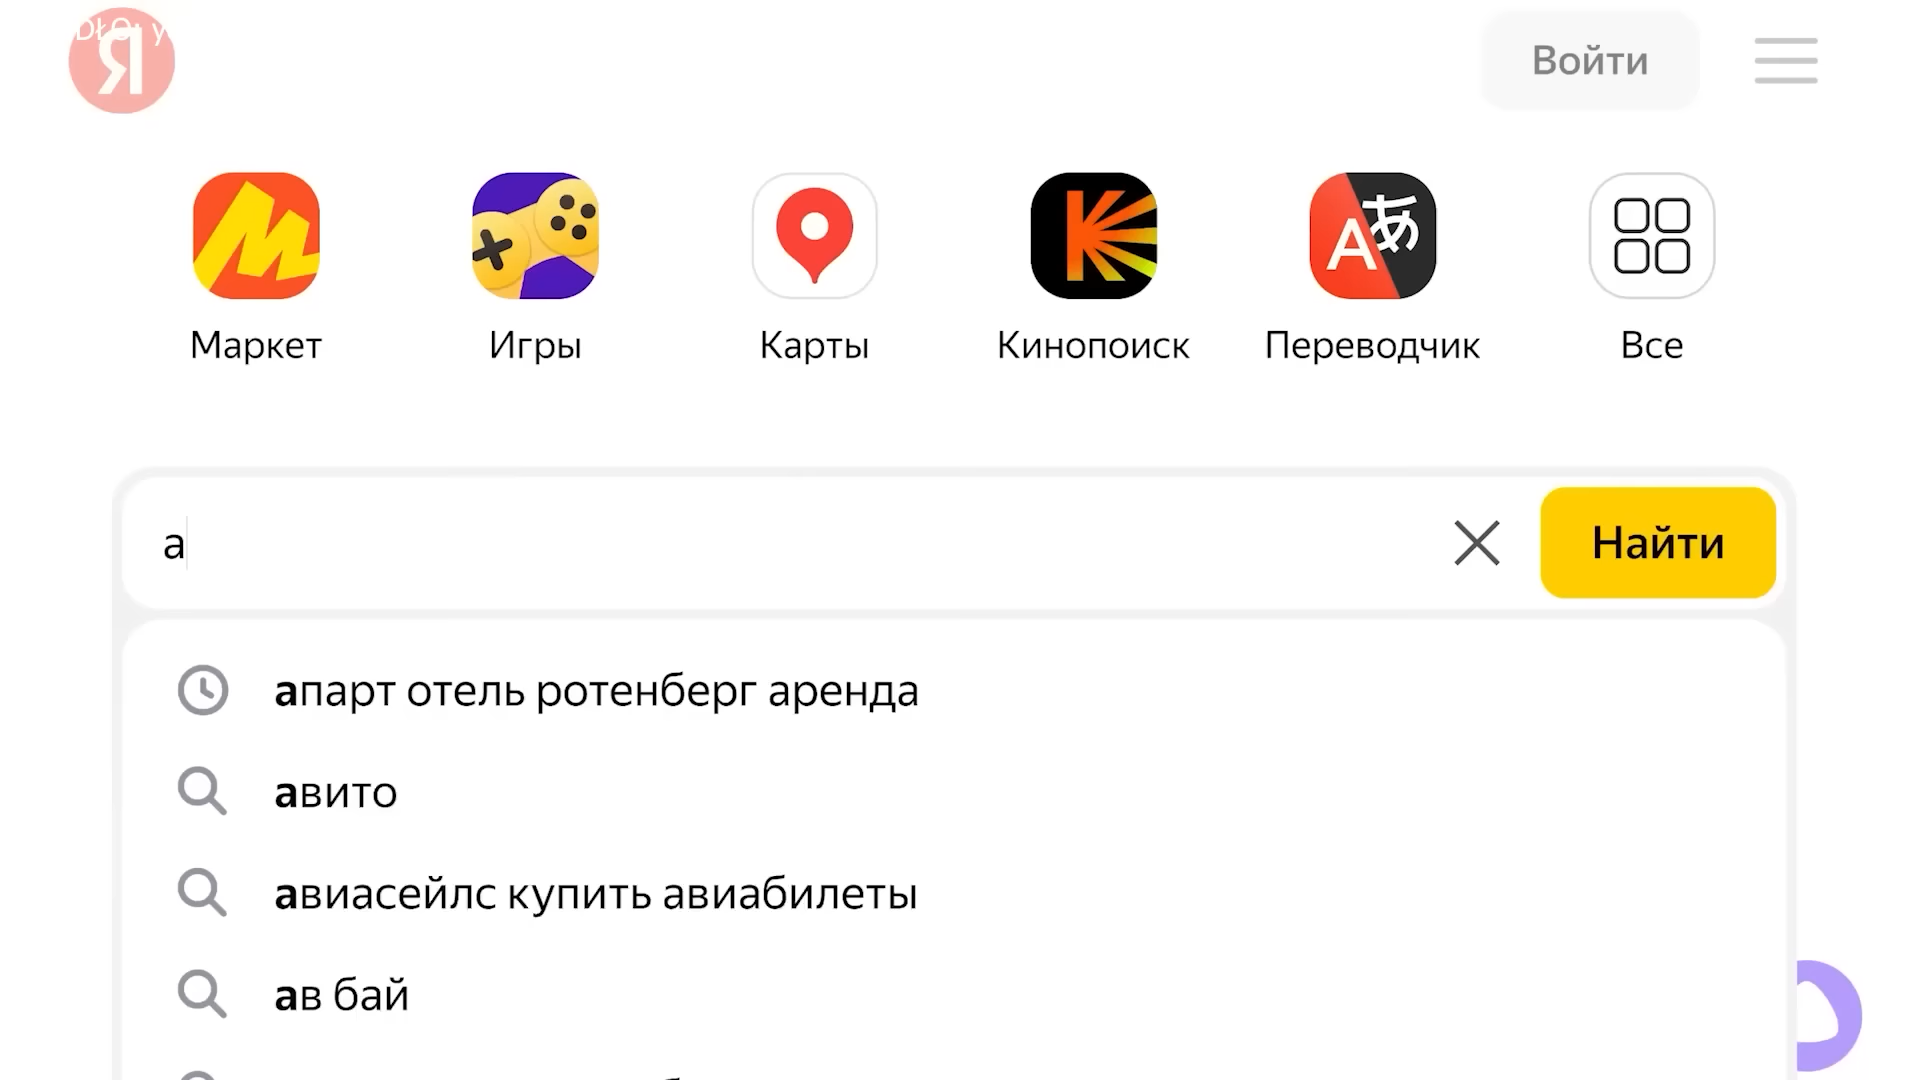 Я
Войти
Маркет
Игры
Карты
Кинопоиск
Переводчик
Все
а
Найти
апарт отель ротенберг аренда
авито
авиасейлс купить авиабилеты
ав бай